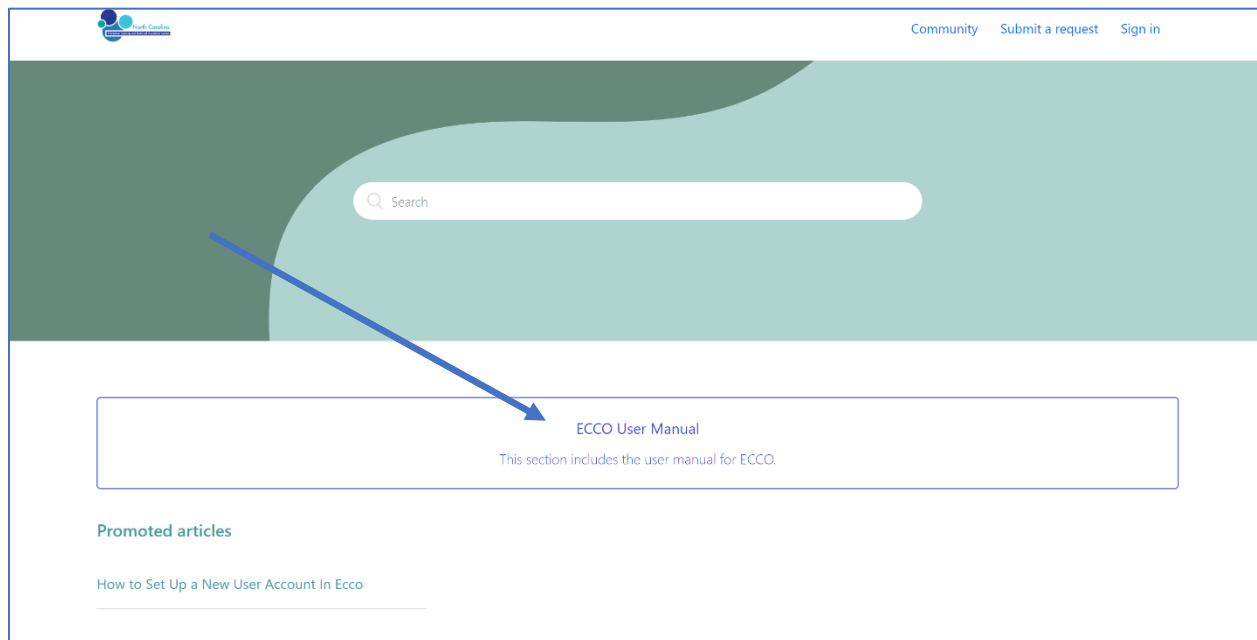 North Carolina
Community Submit a request Sign in
Search
ECCO User Manual
This section includes the user manual for ECCO.
Promoted articles
How to Set Up a New User Account In Ecco